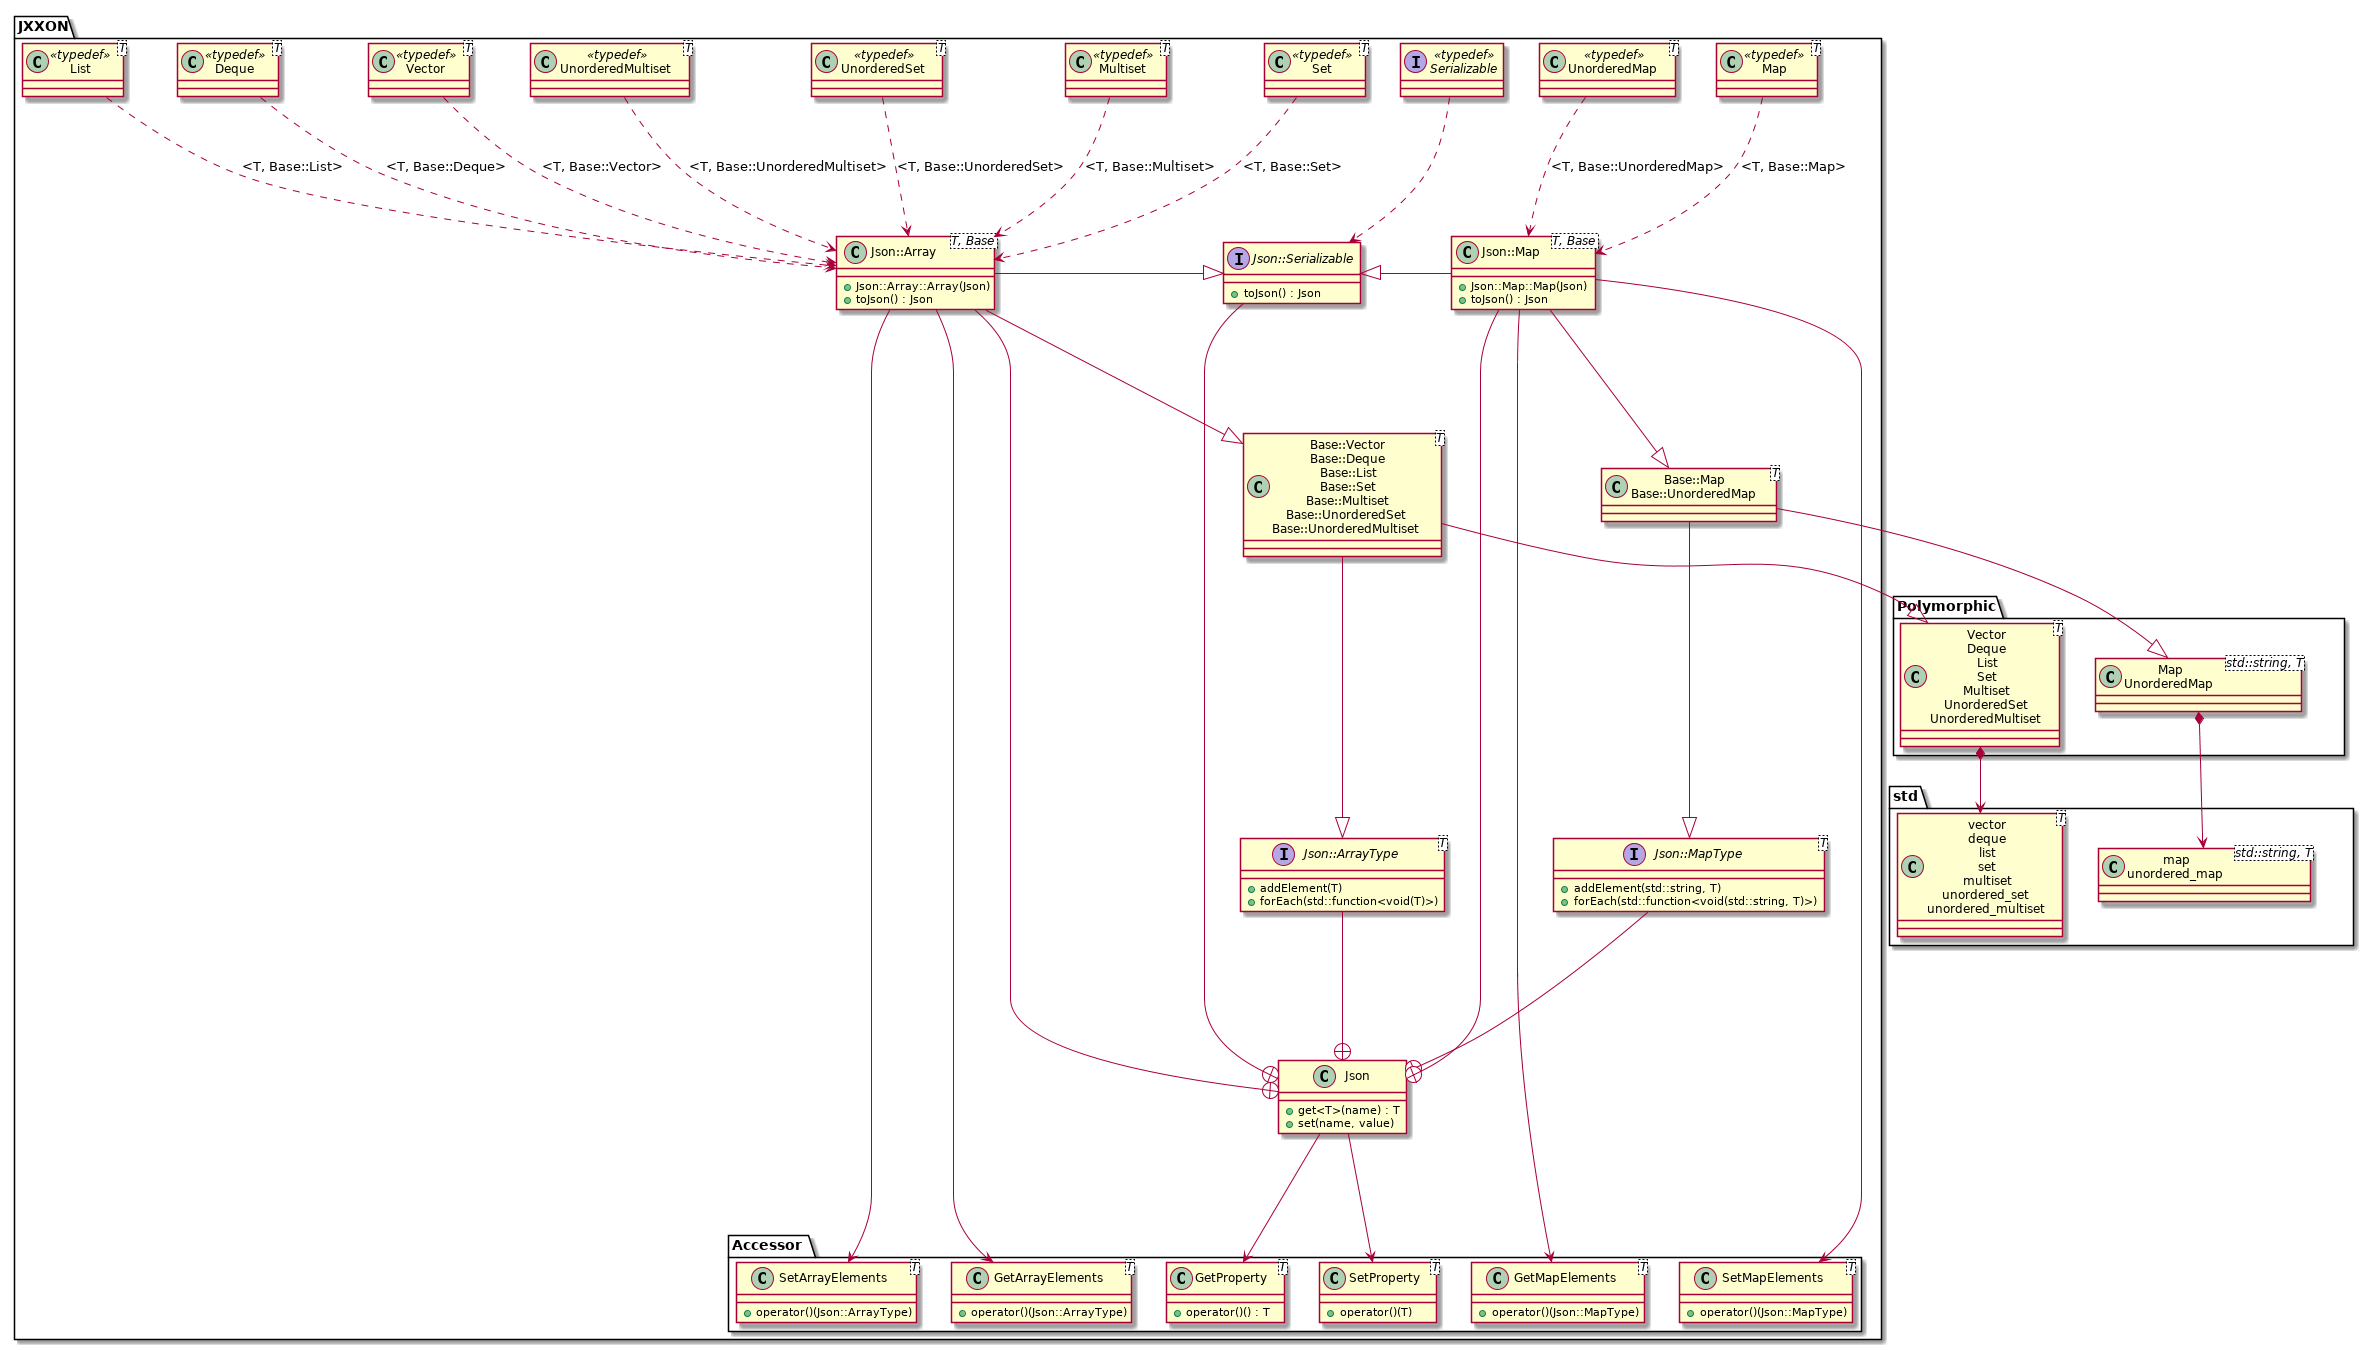 JXXON
C «typedef» T
List
C «typedef» T
Deque
C «typedef» T
Vector
C «typedef» T
UnorderedMultiset
C «typedef» T
UnorderedSet
C «typedef» T
Multiset
C «typedef» T
Set
I «typedef»
Serializable
C «typedef» T
UnorderedMap
C «typedef» T
Map
<T, Base::List>
<T, Base::Deque>
<T, Base::Vector>
<T, Base::UnorderedMultiset>
<T, Base::UnorderedSet>
<T, Base::Multiset>
<T, Base::Set>
<T, Base::UnorderedMap>
<T, Base::Map>
T, Base
C Json::Array
Json::Array::Array(Json)
toJson() : Json
I Json::Serializable
toJson() : Json
T, Base
C Json::Map
Json::Map::Map(Json)
toJson() : Json
T
C
Base::Vector
Base::Deque
Base::List
Base::Set
Base::Multiset
Base::UnorderedSet
Base::UnorderedMultiset
T
C
Base::Map
Base::UnorderedMap
Polymorphic
T
C
Vector
Deque
List
Set
Multiset
UnorderedSet
UnorderedMultiset
std::string, T
C
Map
UnorderedMap
std
T
C
vector
deque
list
set
multiset
unordered_set
unordered_multiset
std::string, T
C
map
unordered_map
I Json::ArrayType T
addElement(T)
forEach(std::function<void(T)>)
I Json::MapType T
addElement(std::string, T)
forEach(std::function<void(std::string, T)>)
C Json
get<T>(name) : T
set(name, value)
Accessor
C SetArrayElements T
operator()(Json::ArrayType)
C GetArrayElements T
operator()(Json::ArrayType)
C GetProperty T
operator()() : T
C SetProperty T
operator()(T)
C GetMapElements T
operator()(Json::MapType)
C SetMapElements T
operator()(Json::MapType)